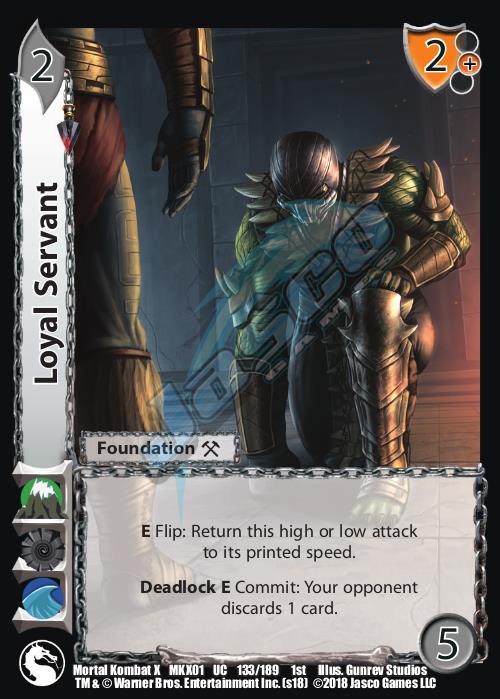 2
2 +
Loyal Servant
JASCO
GAMES
Foundation
E Flip: Return this high or low attack
to its printed speed.
Deadlock E Commit: Your opponent
discards 1 card.
5
Mortal Kombat X MKX01 UC 133/189 1st Illus. Gunrev Studios
TM & © Warner Bros. Entertainment Inc. (s18) ©2018 Jasco Games LLC